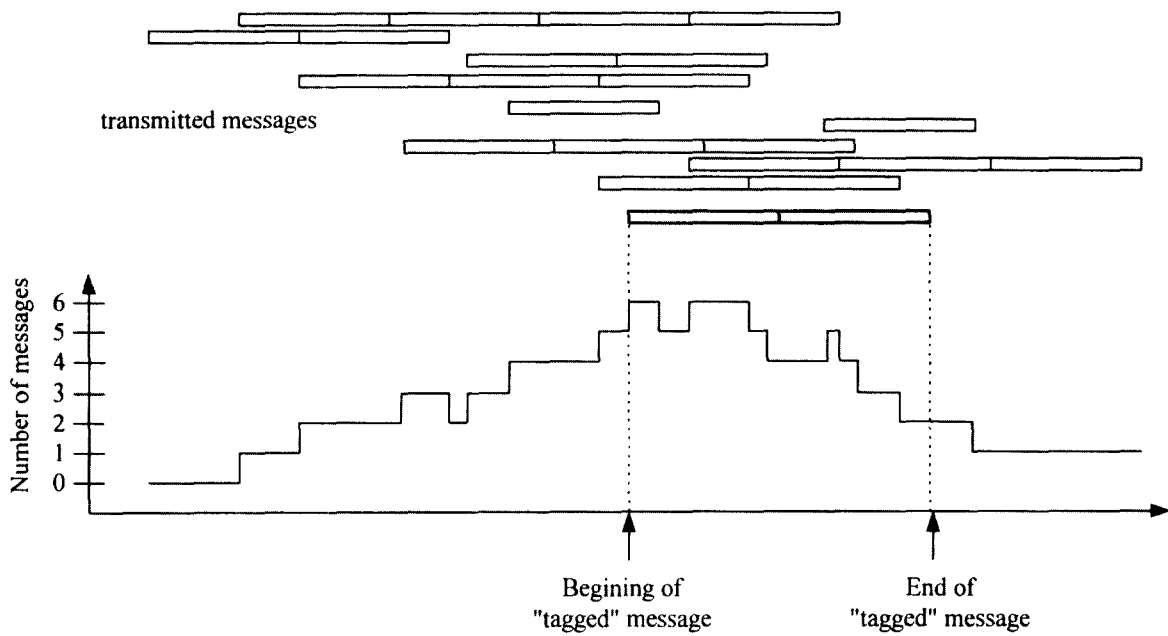 transmitted messages
Number of messages
6
5
4
3
2
1
0
Begining of
"tagged" message
End of
"tagged" message